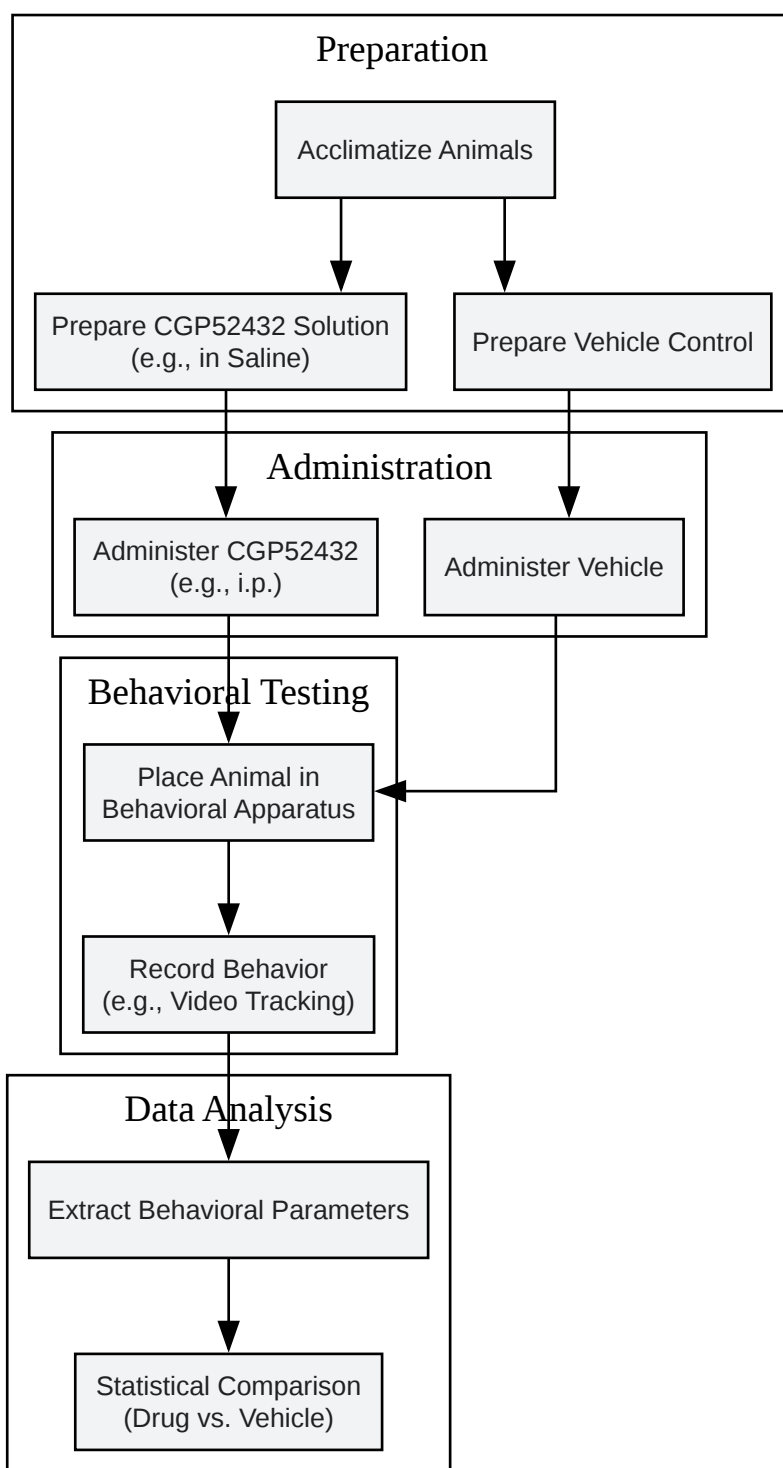 Preparation
Acclimatize Animals
Prepare CGP52432 Solution
(e.g., in Saline)
Prepare Vehicle Control
Administration
Administer CGP52432
(e.g., i.p.)
Administer Vehicle
Behavioral Testing
Place Animal in
Behavioral Apparatus
Record Behavior
(e.g., Video Tracking)
Data Analysis
Extract Behavioral Parameters
Statistical Comparison
(Drug vs. Vehicle)